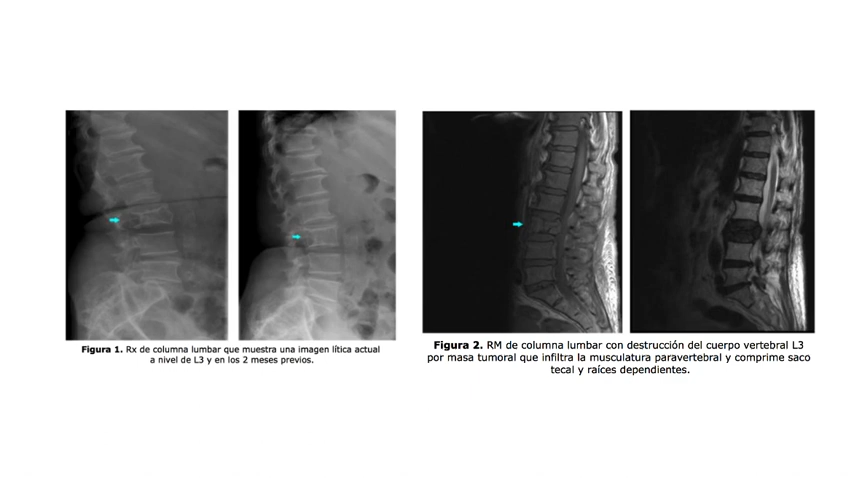 Figura 1. Rx de columna lumbar que muestra una imagen lítica actual
a nivel de L3 y en los 2 meses previos.
Figura 2. RM de columna lumbar con destrucción del cuerpo vertebral L3
por masa tumoral que infiltra la musculatura paravertebral y comprime saco
tecal y raíces dependientes.